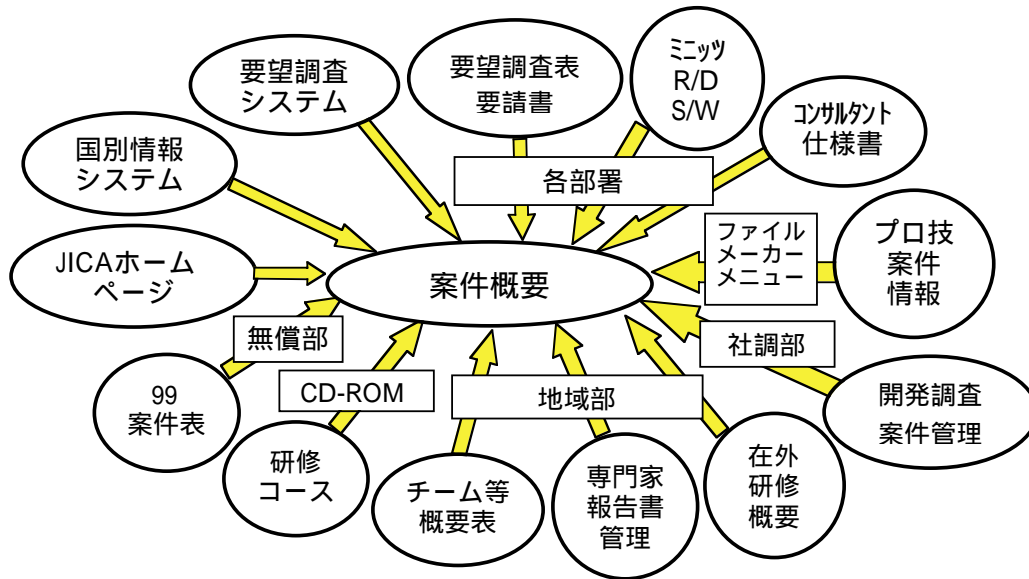 要望調査
システム
要望調査表
要請書
ミニッツ
R/D
S/W
コンサルタント
仕様書
国別情報
システム
各部署
JICAホーム
ページ
案件概要
ファイル
メーカー
メニュー
プロ技
案件
情報
無償部
社調部
99
案件表
CD-ROM
地域部
開発調査
案件管理
研修
コース
チーム等
概要表
専門家
報告書
管理
在外
研修
概要